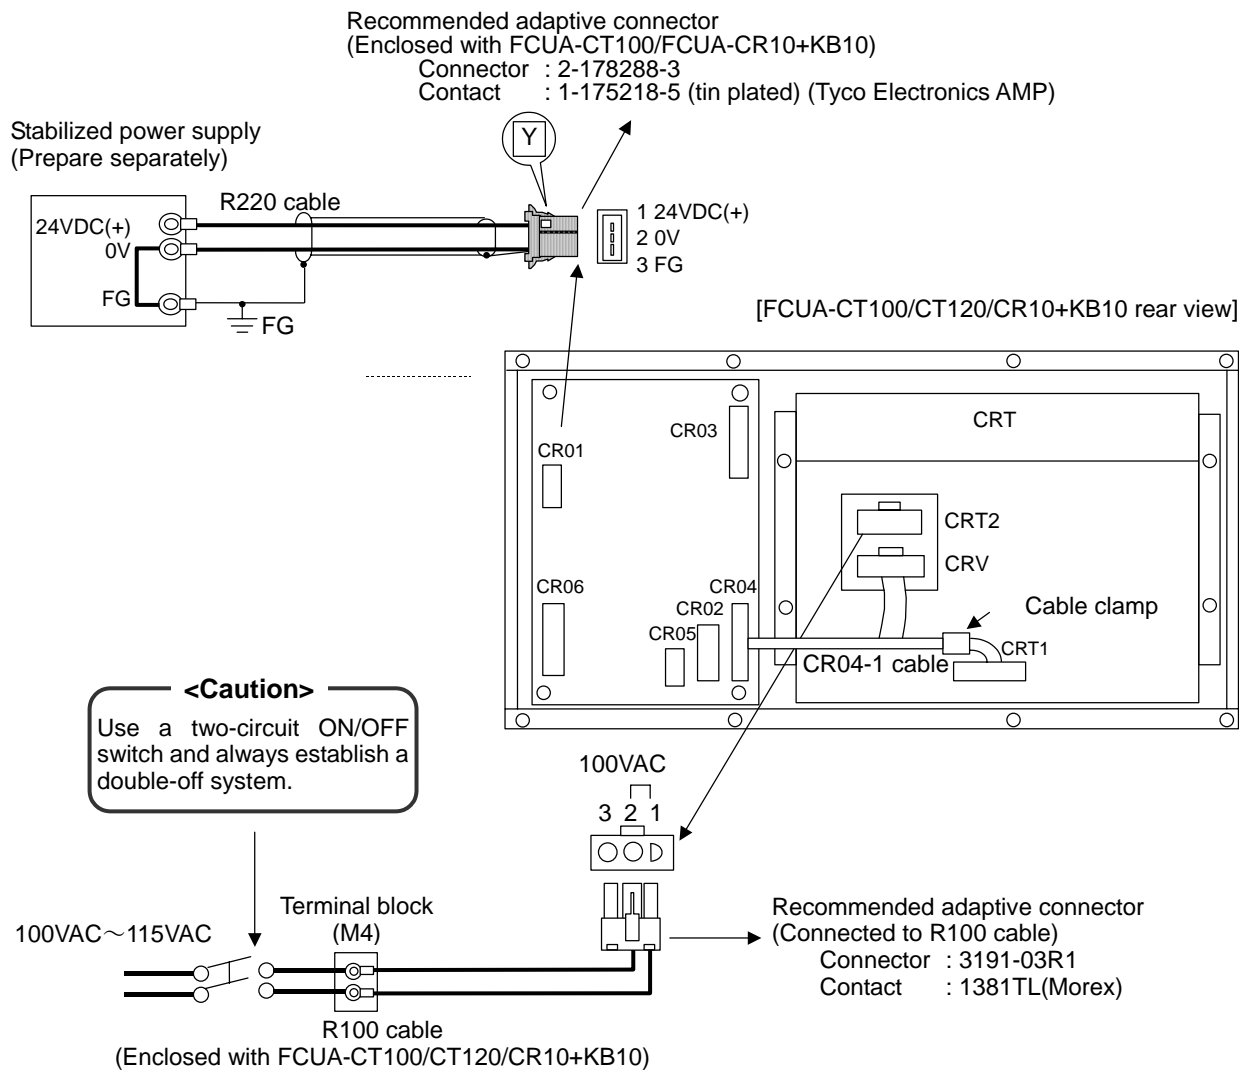 Recommended adaptive connector
(Enclosed with FCUA-CT100/FCUA-CR10+KB10)
Connector : 2-178288-3
Contact : 1-175218-5 (tin plated) (Tyco Electronics AMP)
Stabilized power supply
(Prepare separately)
Y
R220 cable
24VDC(+)
0V
FG
FG
1 24VDC(+)
2 0V
3 FG
[FCUA-CT100/CT120/CR10+KB10 rear view]
CR01
CR03
CRT
CRT2
CRV
CR06
CR04
CR02
CR05
Cable clamp
CRT1
CR04-1 cable
<Caution>
Use a two-circuit ON/OFF
switch and always establish a
double-off system.
100VAC
3 2 1
100VAC～115VAC
Terminal block
(M4)
Recommended adaptive connector
(Connected to R100 cable)
Connector : 3191-03R1
Contact : 1381TL(Morex)
R100 cable
(Enclosed with FCUA-CT100/CT120/CR10+KB10)